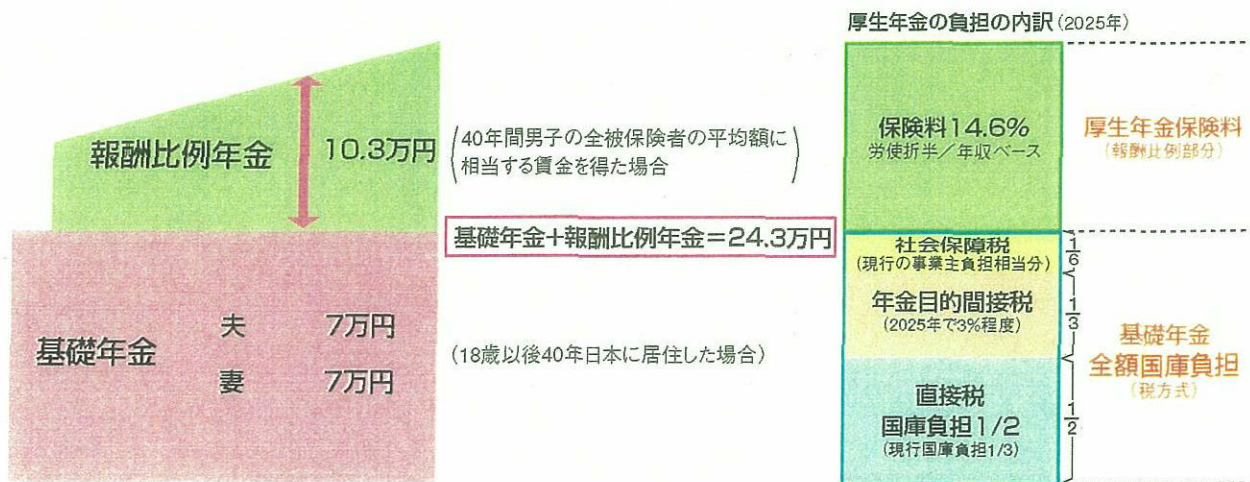 厚生年金の負担の内訳(2025年)
報酬比例年金
10.3万円
(40年間男子の全被保険者の平均額に
相当する賃金を得た場合)
基礎年金+報酬比例年金=24.3万円
基礎年金
夫 7万円
妻 7万円
(18歳以後40年日本に居住した場合)
保険料14.6%
労使折半/年収ベース
厚生年金保険料
(報酬比例部分)
社会保障税
(現行の事業主負担相当分)
1/6
年金目的間接税
(2025年で3%程度)
1/3
直接税
国庫負担1/2
(現行国庫負担1/3)
1/2
基礎年金
全額国庫負担
(税方式)